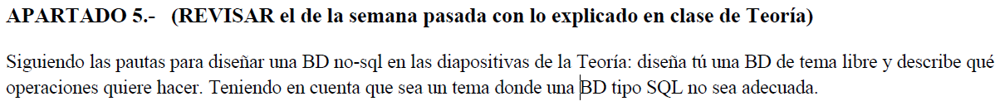 APARTADO 5.- (REVISAR el de la semana pasada con lo explicado en clase de Teoría)
Siguiendo las pautas para diseñar una BD no-sql en las diapositivas de la Teoría: diseña tú una BD de tema libre y describe qué
operaciones quiere hacer. Teniendo en cuenta que sea un tema donde una BD tipo SQL no sea adecuada.